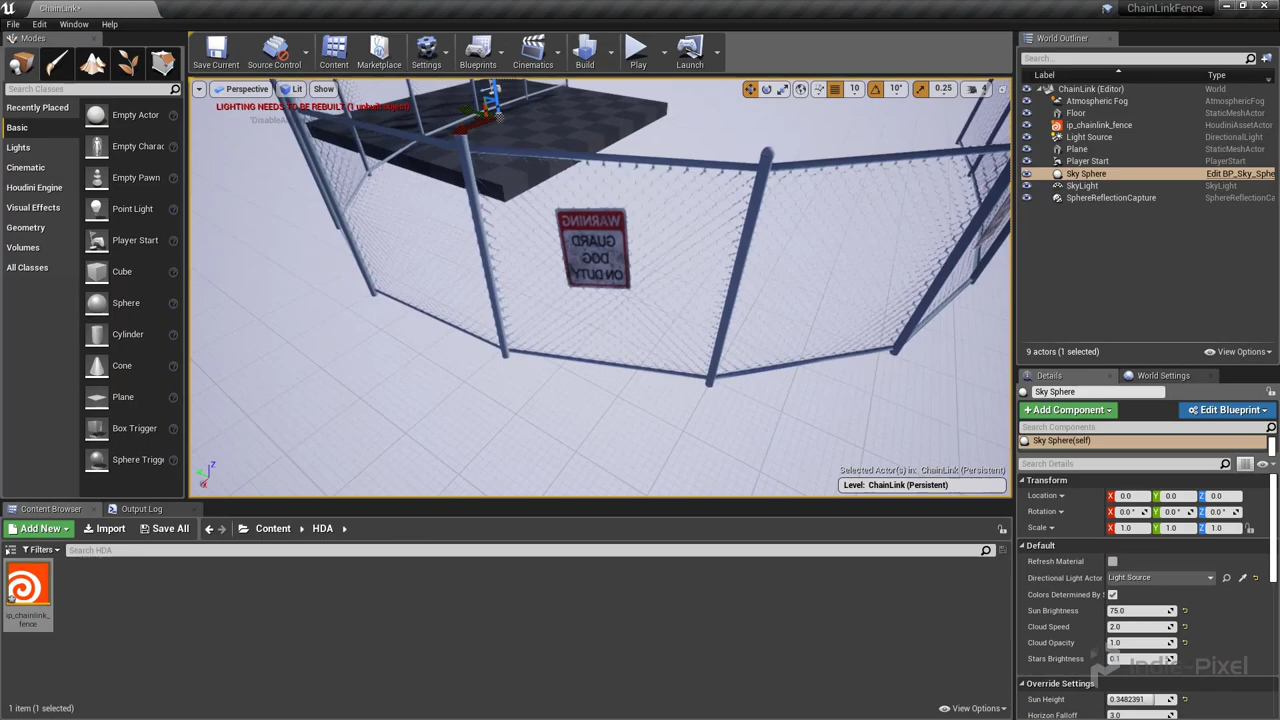 ChainLink*
ChainLinkFence
File Edit Window Help
Modes
Search Classes
Recently Placed
Basic
Lights
Cinematic
Houdini Engine
Visual Effects
Geometry
Volumes
All Classes
Empty Actor
Empty Charac
Empty Pawn
Point Light
Player Start
Cube
Sphere
Cylinder
Cone
Plane
Box Trigger
Sphere Trigge
Save Current
Source Control
Content
Marketplace
Settings
Blueprints
Cinematics
Build
Play
Launch
Perspective
Lit
Show
10
10°
0.25
4
LIGHTING NEEDS TO BE REBUILT (1 unbuilt object)
WARNING
GUARD
DOG
ON DUTY
Selected Actor(s) in: ChainLink (Persistent)
Level: ChainLink (Persistent)
World Outliner
Search...
Label Type
ChainLink (Editor) World
Atmospheric Fog AtmosphericFog
Floor StaticMeshActor
ip_chainlink_fence HoudiniAssetActor
Light Source DirectionalLight
Plane StaticMeshActor
Player Start PlayerStart
Sky Sphere Edit BP_Sky_Sphe
SkyLight SkyLight
SphereReflectionCapture SphereReflectionCa
9 actors (1 selected)
View Options
Details
World Settings
Sky Sphere
+Add Component
Edit Blueprint
Search Components
Sky Sphere(self)
Search Details
Transform
Location X 0.0 Y 0.0 Z 0.0
Rotation X 0.0° Y 0.0° Z 0.0°
Scale X 1.0 Y 1.0 Z 1.0
Default
Refresh Material
Directional Light Actor Light Source
Colors Determined By S
Sun Brightness 75.0
Cloud Speed 2.0
Cloud Opacity 1.0
Stars Brightness 0.1
Indie-Pixel
Override Settings
Sun Height 0.3482391
Horizon Falloff 3.0
Content Browser
Output Log
Add New
Import
Save All
Content
HDA
Filters
Search HDA
ip_chainlink_
fence
1 item (1 selected)
View Options